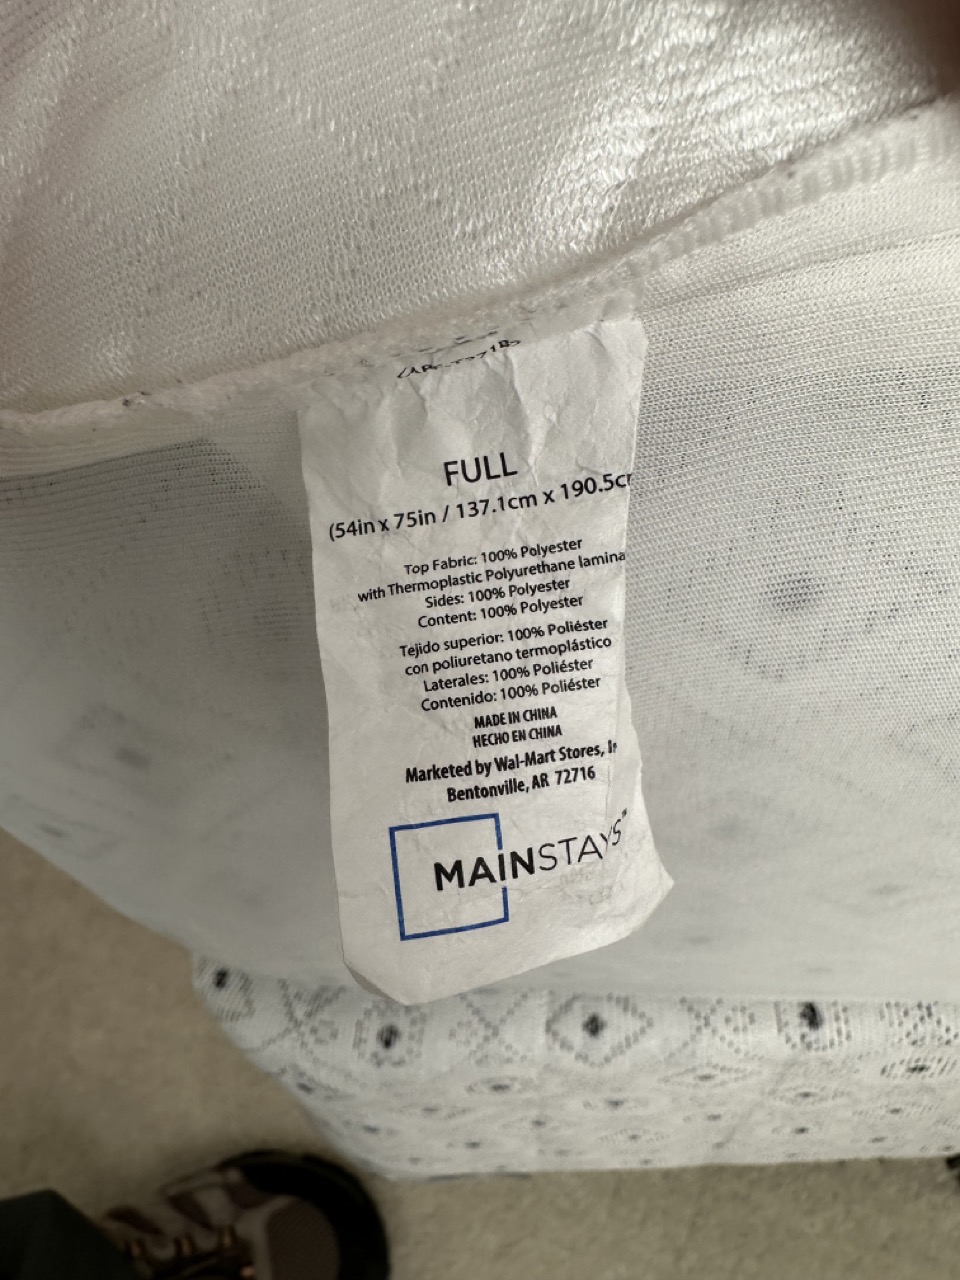 FULL
(54in x 75in / 137.1cm x 190.5c
Top Fabric: 100% Polyester
with Thermoplastic Polyurethane lamina
Sides: 100% Polyester
Content: 100% Polyester
Tejido superior: 100% Poliéster
con poliuretano termoplástico
Laterales: 100% Poliéster
Contenido: 100% Poliéster
MADE IN CHINA
HECHO EN CHINA
Marketed by Wal-Mart Stores, I
Bentonville, AR 72716
MAINSTAYS™